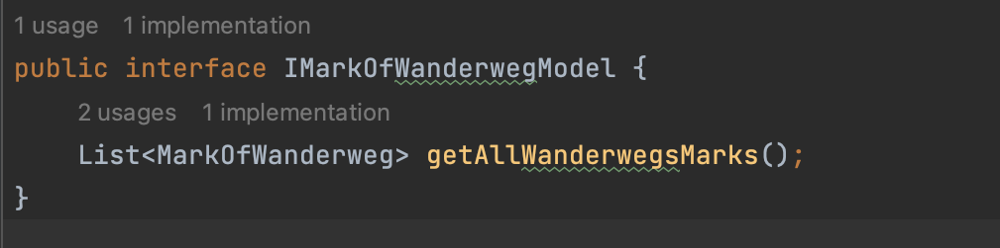 1 usage 1 implementation
public interface IMarkOfWanderwegModel {
2 usages 1 implementation
List<MarkOfWanderweg> getAllWanderwegsMarks();
}